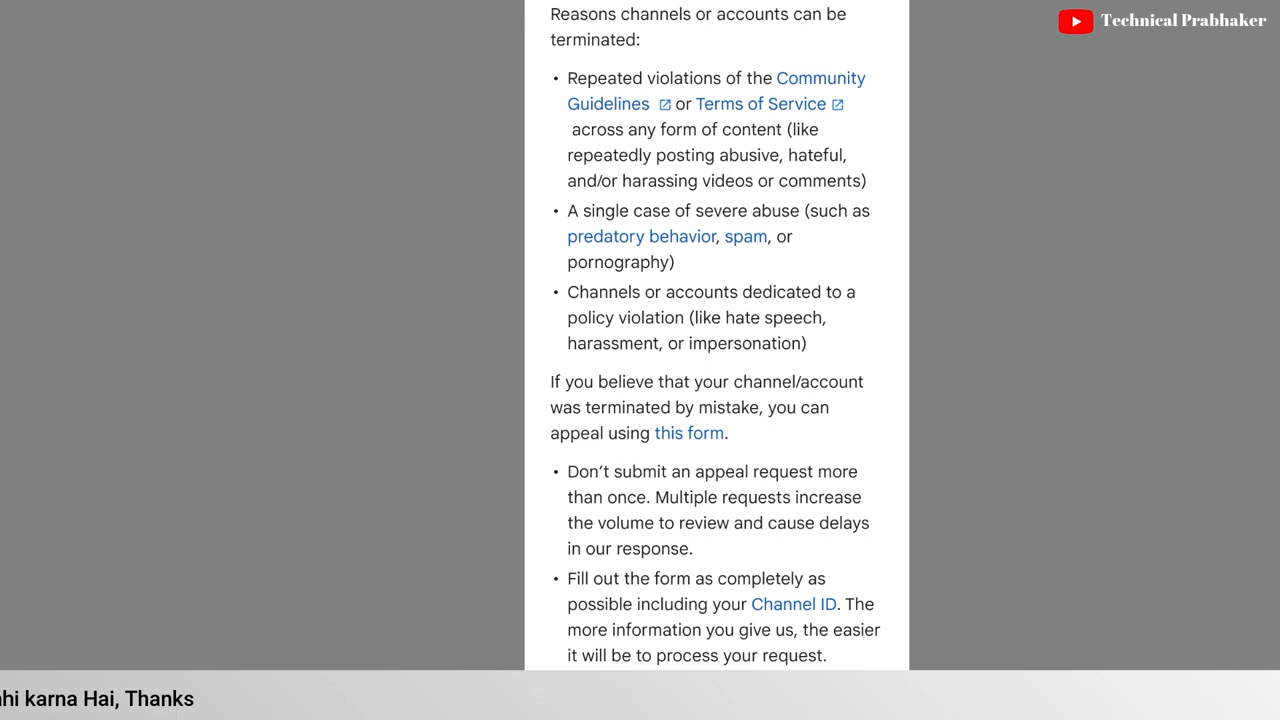 Reasons channels or accounts can be
terminated:
• Repeated violations of the Community
Guidelines or Terms of Service
across any form of content (like
repeatedly posting abusive, hateful,
and/or harassing videos or comments)
• A single case of severe abuse (such as
predatory behavior, spam, or
pornography)
• Channels or accounts dedicated to a
policy violation (like hate speech,
harassment, or impersonation)
If you believe that your channel/account
was terminated by mistake, you can
appeal using this form.
• Don’t submit an appeal request more
than once. Multiple requests increase
the volume to review and cause delays
in our response.
• Fill out the form as completely as
possible including your Channel ID. The
more information you give us, the easier
it will be to process your request.
Technical Prabhaker
karna Hai, Thanks